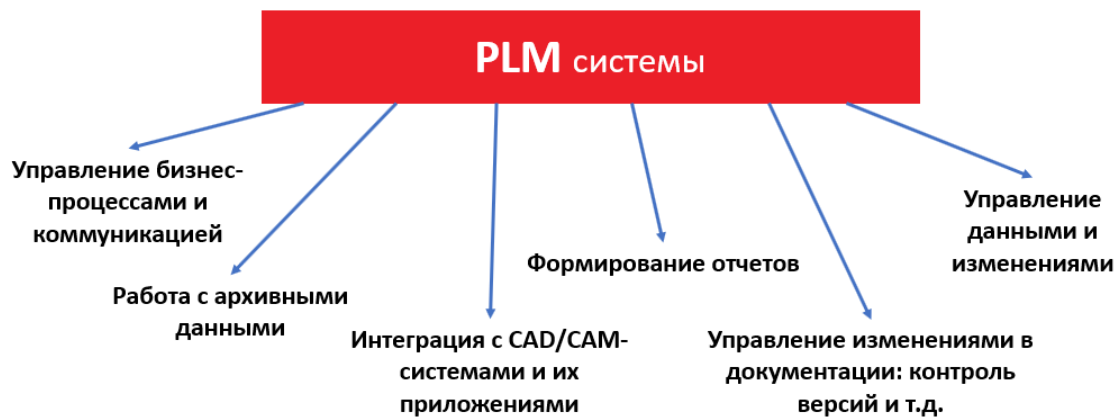 PLM системы
Управление бизнес-
процессами и
коммуникацией
Работа с архивными
данными
Интеграция с CAD/CAM-
системами и их
приложениями
Формирование отчетов
Управление изменениями в
документации: контроль
версий и т.д.
Управление
данными и
изменениями